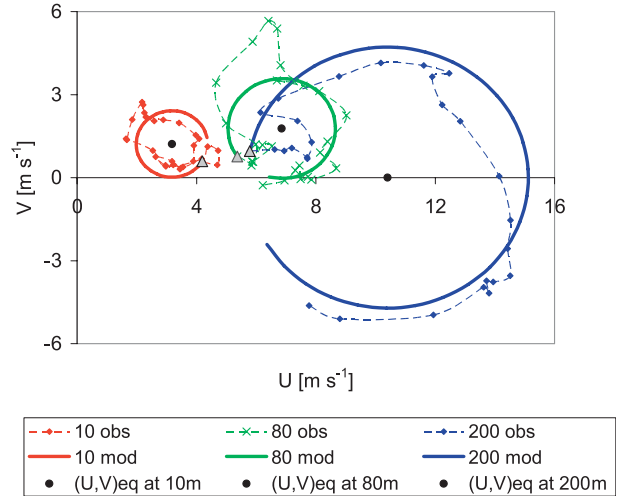 6
3
0
-3
-6
0 4 8 12 16
V [m s⁻¹]
U [m s⁻¹]
10 obs 80 obs 200 obs
10 mod 80 mod 200 mod
(U,V)eq at 10m (U,V)eq at 80m (U,V)eq at 200m